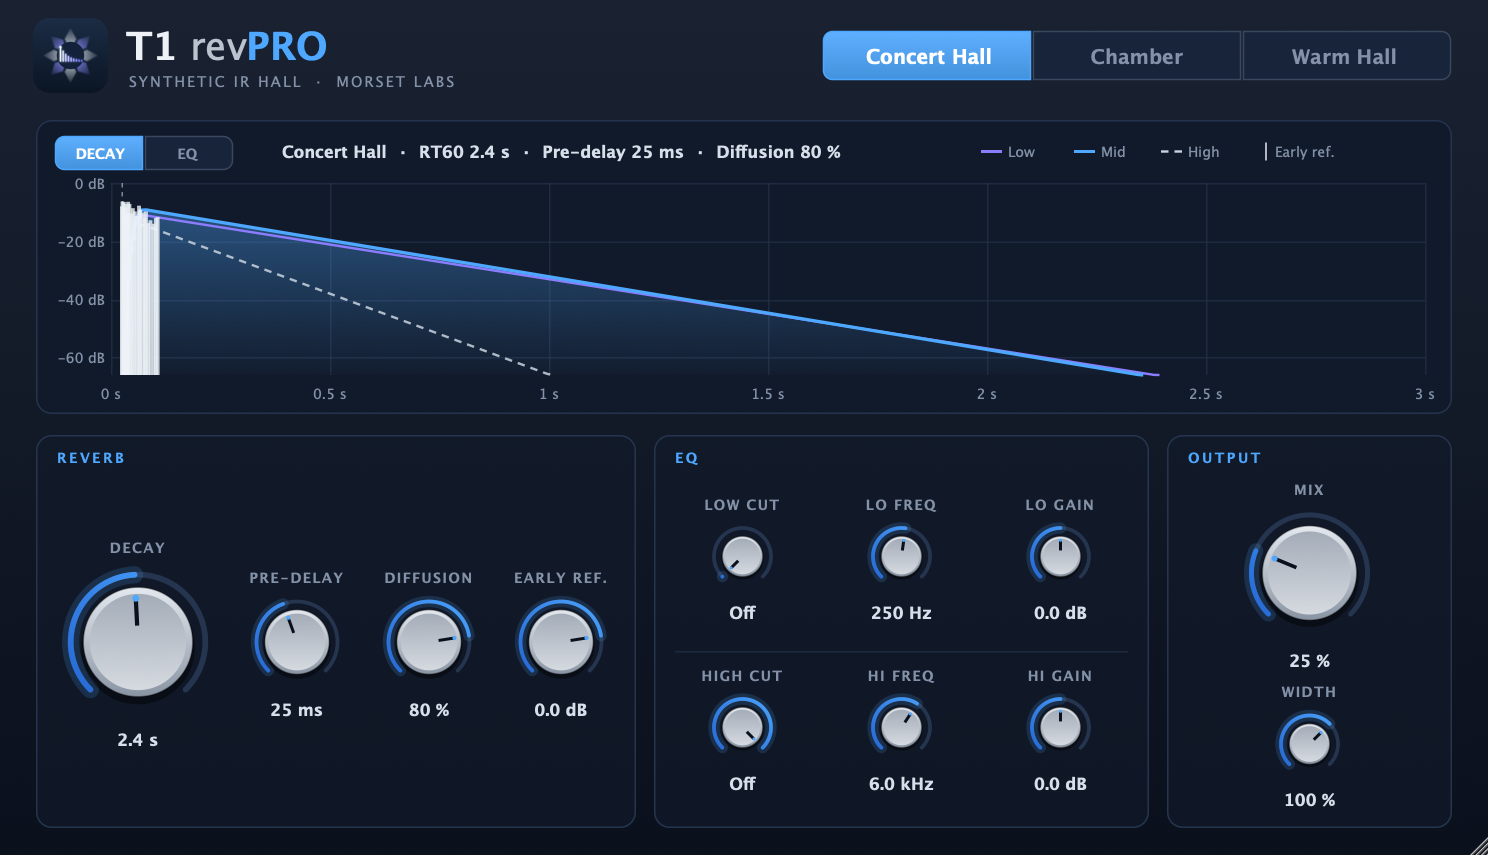 T1 revPRO
SYNTHETIC IR HALL · MORSET LABS
Concert Hall Chamber Warm Hall
DECAY EQ
Concert Hall · RT60 2.4 s · Pre-delay 25 ms · Diffusion 80 %
Low Mid High Early ref.
0 dB
-20 dB
-40 dB
-60 dB
0 s 0.5 s 1 s 1.5 s 2 s 2.5 s 3 s
REVERB
DECAY
2.4 s
PRE-DELAY DIFFUSION EARLY REF.
25 ms 80 % 0.0 dB
EQ
LOW CUT LO FREQ LO GAIN
Off 250 Hz 0.0 dB
HIGH CUT HI FREQ HI GAIN
Off 6.0 kHz 0.0 dB
OUTPUT
MIX
25 %
WIDTH
100 %